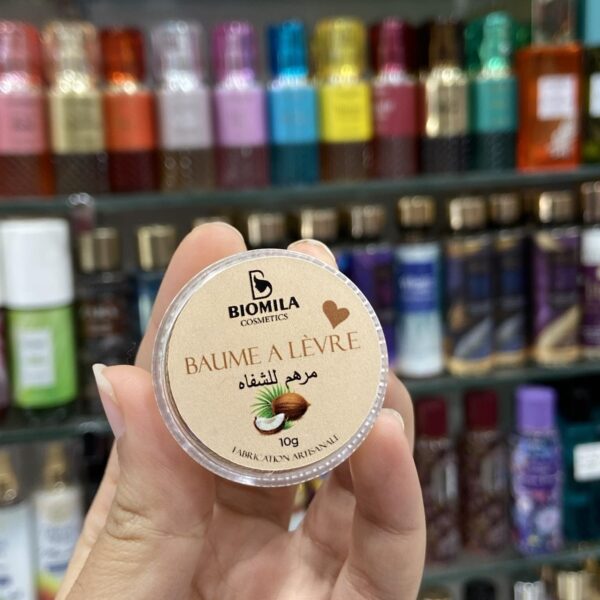 BIOMILA
COSMETICS
BAUME A LÈVRE
مرهم للشفاه
10g
FABRICATION ARTISANALE